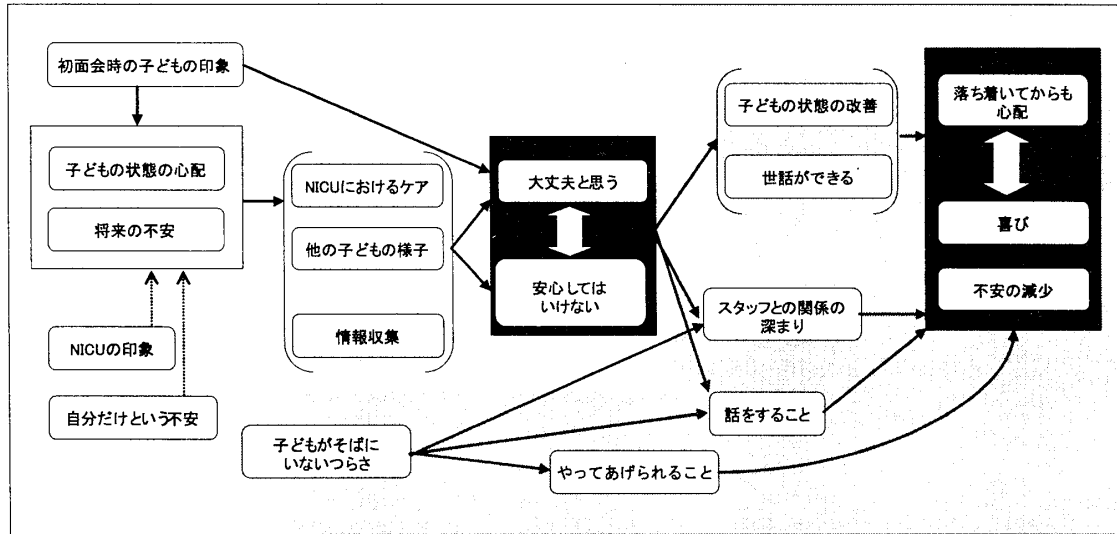 初面会時の子どもの印象
子どもの状態の心配
将来の不安
NICUの印象
自分だけという不安
NICUにおけるケア
他の子どもの様子
情報収集
子どもがそばに
いないつらさ
大丈夫と思う
安心しては
いけない
子どもの状態の改善
世話ができる
スタッフとの関係の
深まり
話をすること
やってあげられること
落ち着いてからも
心配
喜び
不安の減少